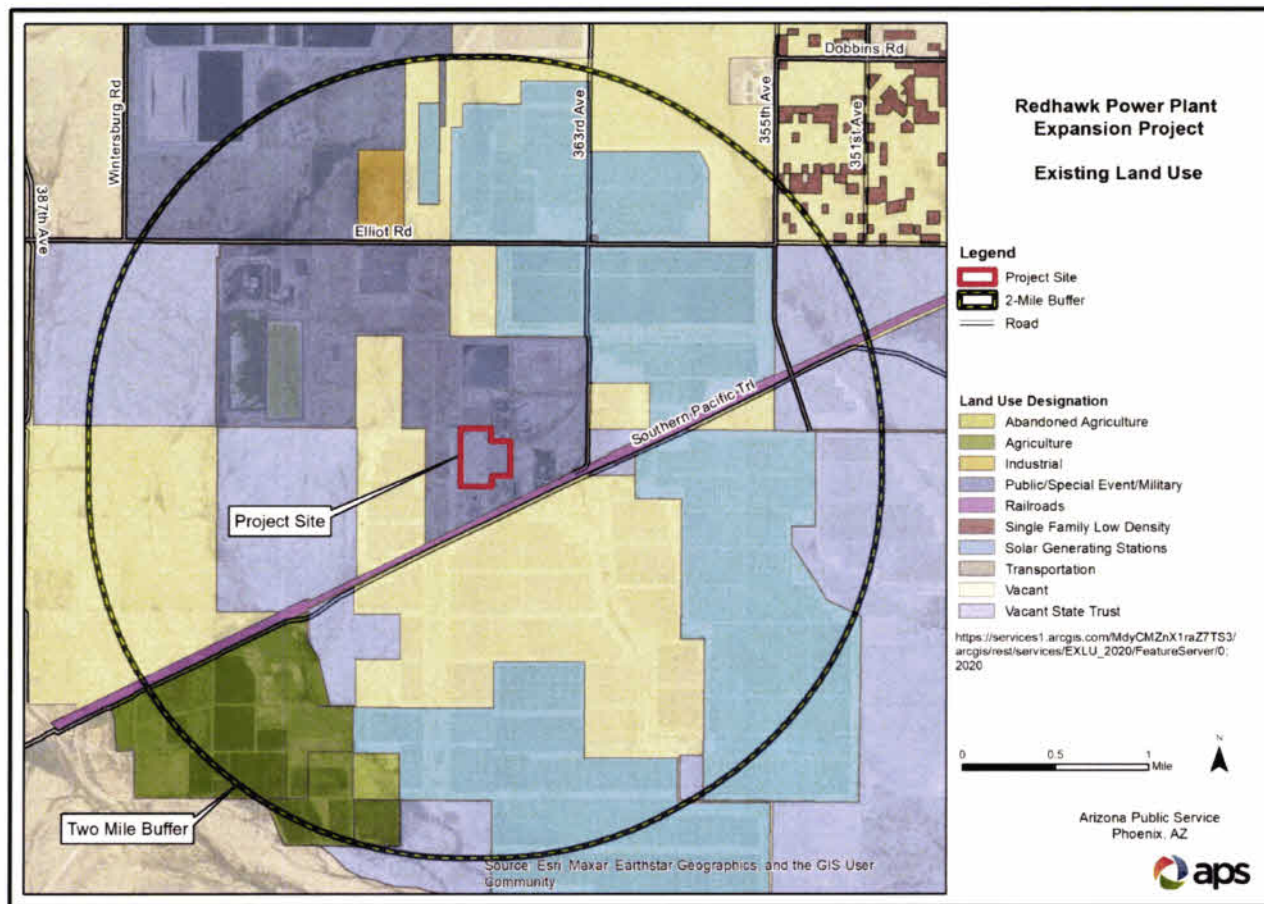 Dobbins Rd
Wintersburg Rd
363rd Ave
355th Ave
351st Ave
387th Ave
Elliot Rd
Southern Pacific Trl
Project Site
Two Mile Buffer
Source: Esri, Maxar, Earthstar Geographics, and the GIS User
Community
Redhawk Power Plant
Expansion Project
Existing Land Use
Legend
Project Site
2-Mile Buffer
Road
Land Use Designation
Abandoned Agriculture
Agriculture
Industrial
Public/Special Event/Military
Railroads
Single Family Low Density
Solar Generating Stations
Transportation
Vacant
Vacant State Trust
https://services1.arcgis.com/MdyCMZnX1raZ7TS3/
arcgis/rest/services/EXLU_2020/FeatureServer/0;
2020
0 0.5 1
Mile
N
Arizona Public Service
Phoenix, AZ
aps